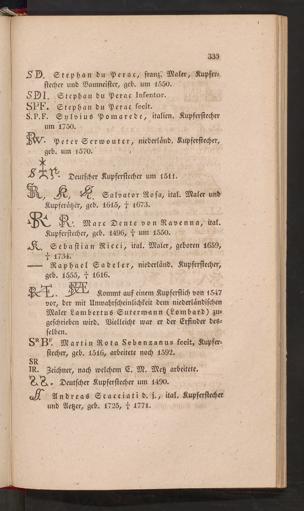 333
S D. Stephan du Perac, franz. Maler, Kupfer-
stecher und Baumeister, geb. um 1550.
SDI. Stephan du Perac Inventor.
SPF. Stephan du Perac fecit.
S.P.F. Sylvius Pomarede, italien. Kupferstecher
um 1750.
Peter Serwouter, niederländ. Kupferstecher,
geb. um 1570.
Deutscher Kupferstecher um 1511.
Salvator Rosa, ital. Maler und
Kupferätzer, geb. 1615, † 1673.
Marc Dente von Ravenna, ital.
Kupferstecher, geb. 1496, † um 1550.
Sebastian Ricci, ital. Maler, geboren 1659,
† 1734.
— Raphael Sadeler, niederländ. Kupferstecher,
geb. 1555, † 1616.
Kommt auf einem Kupferstich von 1547
vor, der mit Unwahrscheinlichkeit dem niederländischen
Maler Lambertus Sutermann (Lombard) zu-
geschrieben wird. Vielleicht war er der Erfinder des-
selben.
Martin Rota Sebenzanus fecit, Kupfer-
stecher, geb. 1516, arbeitete noch 1592.
SR
IR. Zeichner, nach welchem E. M. Metz arbeitete.
Deutscher Kupferstecher um 1490.
Andreas Scacciati d. j., ital. Kupferstecher
und Aetzer, geb. 1725, † 1771.